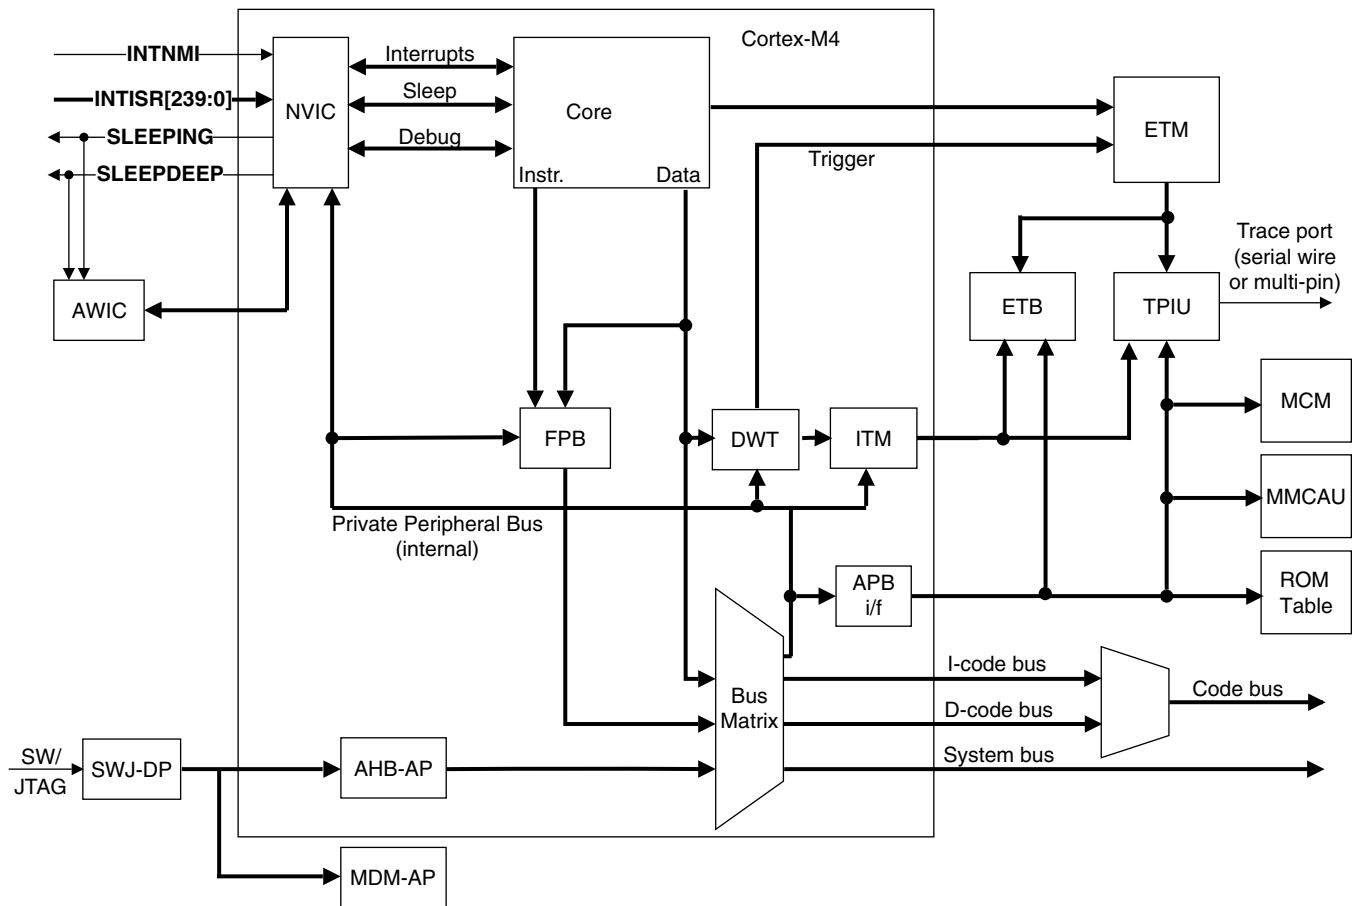 Cortex-M4
INTNMI
INTISR[239:0]
SLEEPING
SLEEPDEEP
NVIC
Interrupts
Sleep
Debug
Core
Instr.
Data
ETM
Trigger
AWIC
ETB
TPIU
Trace port
(serial wire
or multi-pin)
FPB
DWT
ITM
MCM
MMCAU
ROM
Table
Private Peripheral Bus
(internal)
APB
i/f
Bus
Matrix
I-code bus
D-code bus
System bus
Code bus
SW/
JTAG
SWJ-DP
AHB-AP
MDM-AP